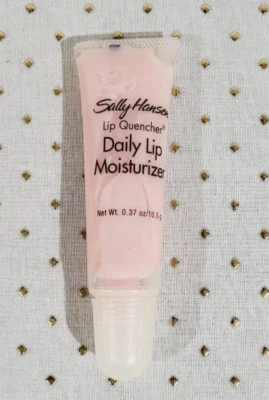 Sally Hansen
Lip Quencher®
Daily Lip
Moisturizer
Net Wt. 0.37 oz/10.5 g